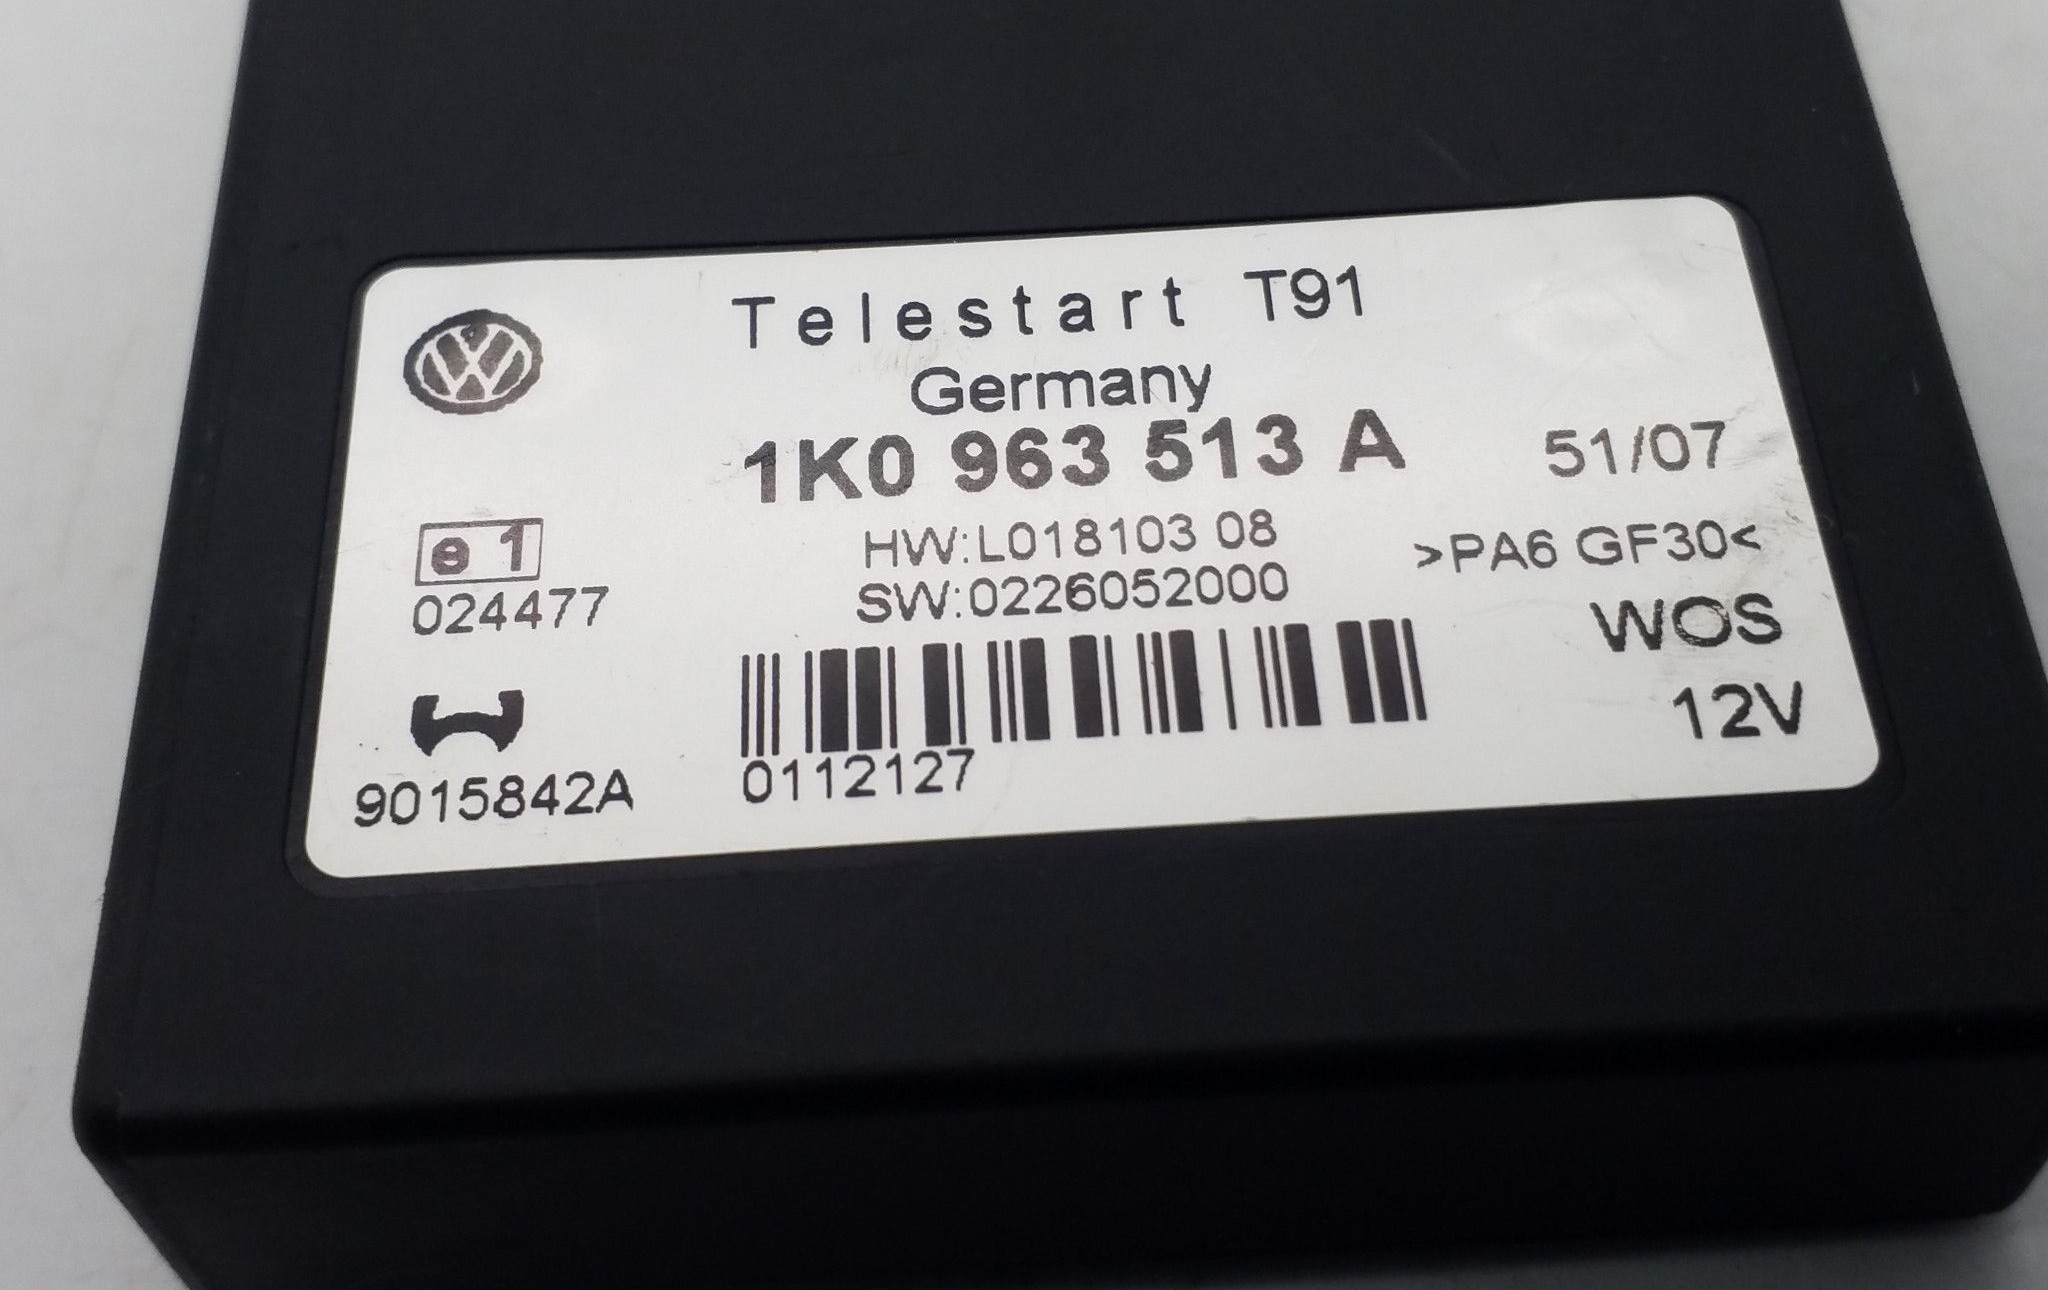 Telestart T91
Germany
1K0 963 513 A
51/07
e 1
024477
HW:L018103 08
SW:0226052000
>PA6 GF30<
WOS
12V
9015842A
0112127